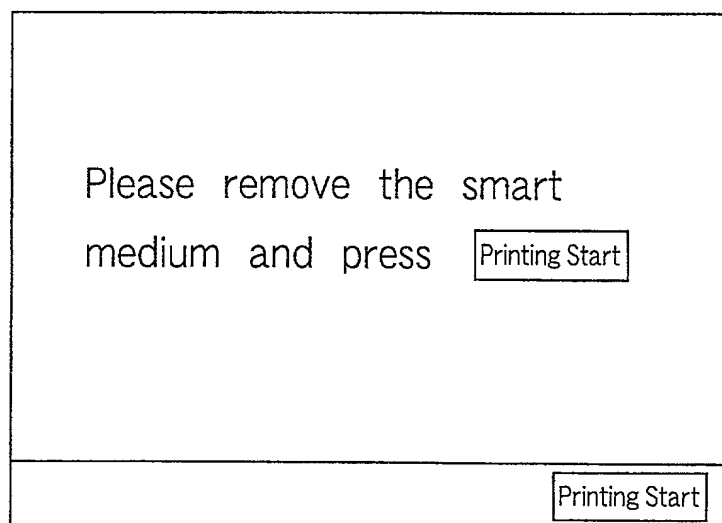 Please remove the smart
medium and press Printing Start
Printing Start